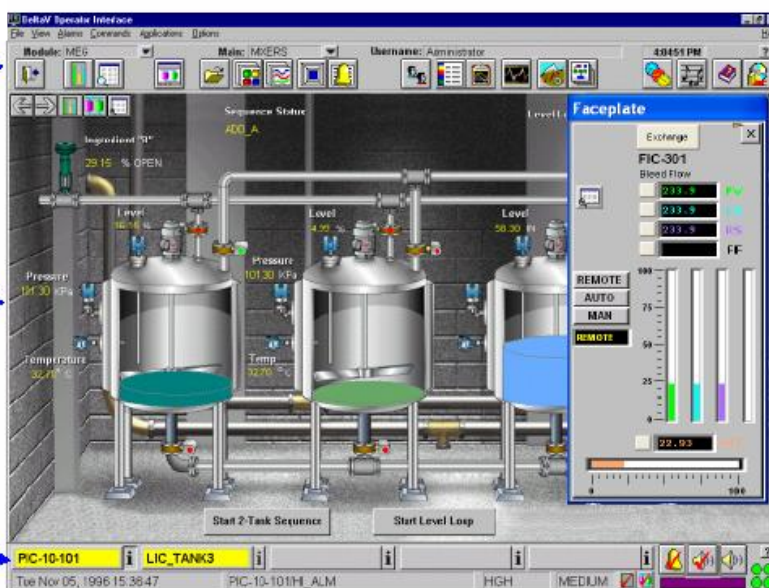 DeltaV Operator Interface
File View Alarms Commands Applications Options
Module: MEG Main: MXERS Username: Administrator 4:04:51 PM
Sequence Status
ADD_A
Ingredient "B"
29.15 % OPEN
Faceplate
Exchange
FIC-301
Bleed Flow
233.9 PV
233.9
233.9 RS
FF
Level
Level
4.99 %
Level
58.30 IN
Pressure
101.30 KPa
Pressure
101.30 KPa
REMOTE
AUTO
MAN
REMOTE
100
75
50
25
0
Temperature
32.70 °C
Temp
32.70 °C
22.93
0 100
Start 2-Tank Sequence
Start Level Loop
PIC-10-101 i LIC_TANK3 i i i i
Tue Nov 05, 1996 15:36:47 PIC-10-101/HI_ALM HIGH MEDIUM